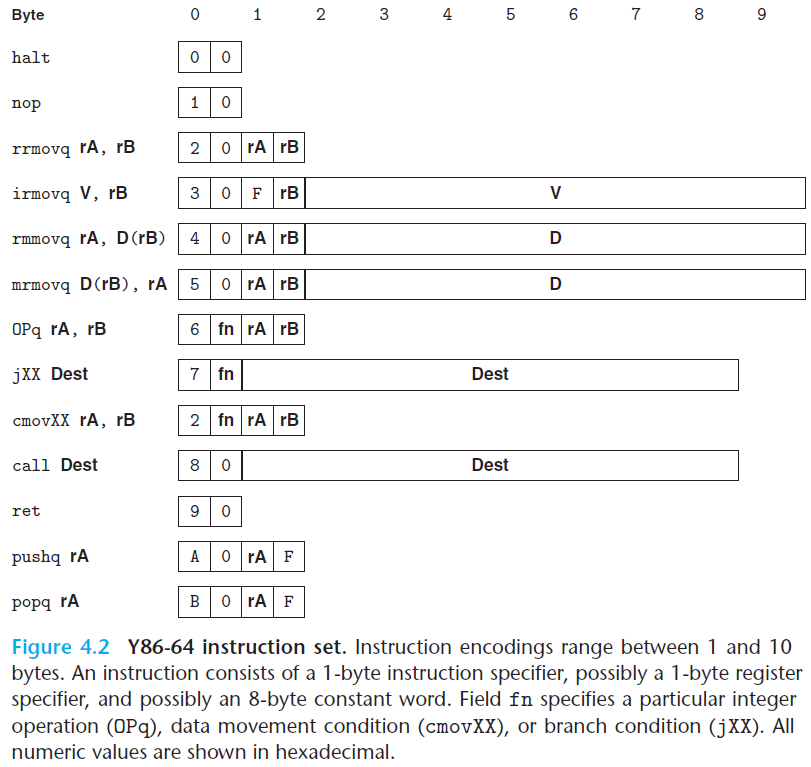 Byte 0 1 2 3 4 5 6 7 8 9
halt 0 0
nop 1 0
rrmovq rA, rB 2 0 rA rB
irmovq V, rB 3 0 F rB V
rmmovq rA, D(rB) 4 0 rA rB D
mrmovq D(rB), rA 5 0 rA rB D
OPq rA, rB 6 fn rA rB
jXX Dest 7 fn Dest
cmovXX rA, rB 2 fn rA rB
call Dest 8 0 Dest
ret 9 0
pushq rA A 0 rA F
popq rA B 0 rA F
Figure 4.2 Y86-64 instruction set. Instruction encodings range between 1 and 10
bytes. An instruction consists of a 1-byte instruction specifier, possibly a 1-byte register
specifier, and possibly an 8-byte constant word. Field fn specifies a particular integer
operation (OPq), data movement condition (cmovXX), or branch condition (jXX). All
numeric values are shown in hexadecimal.